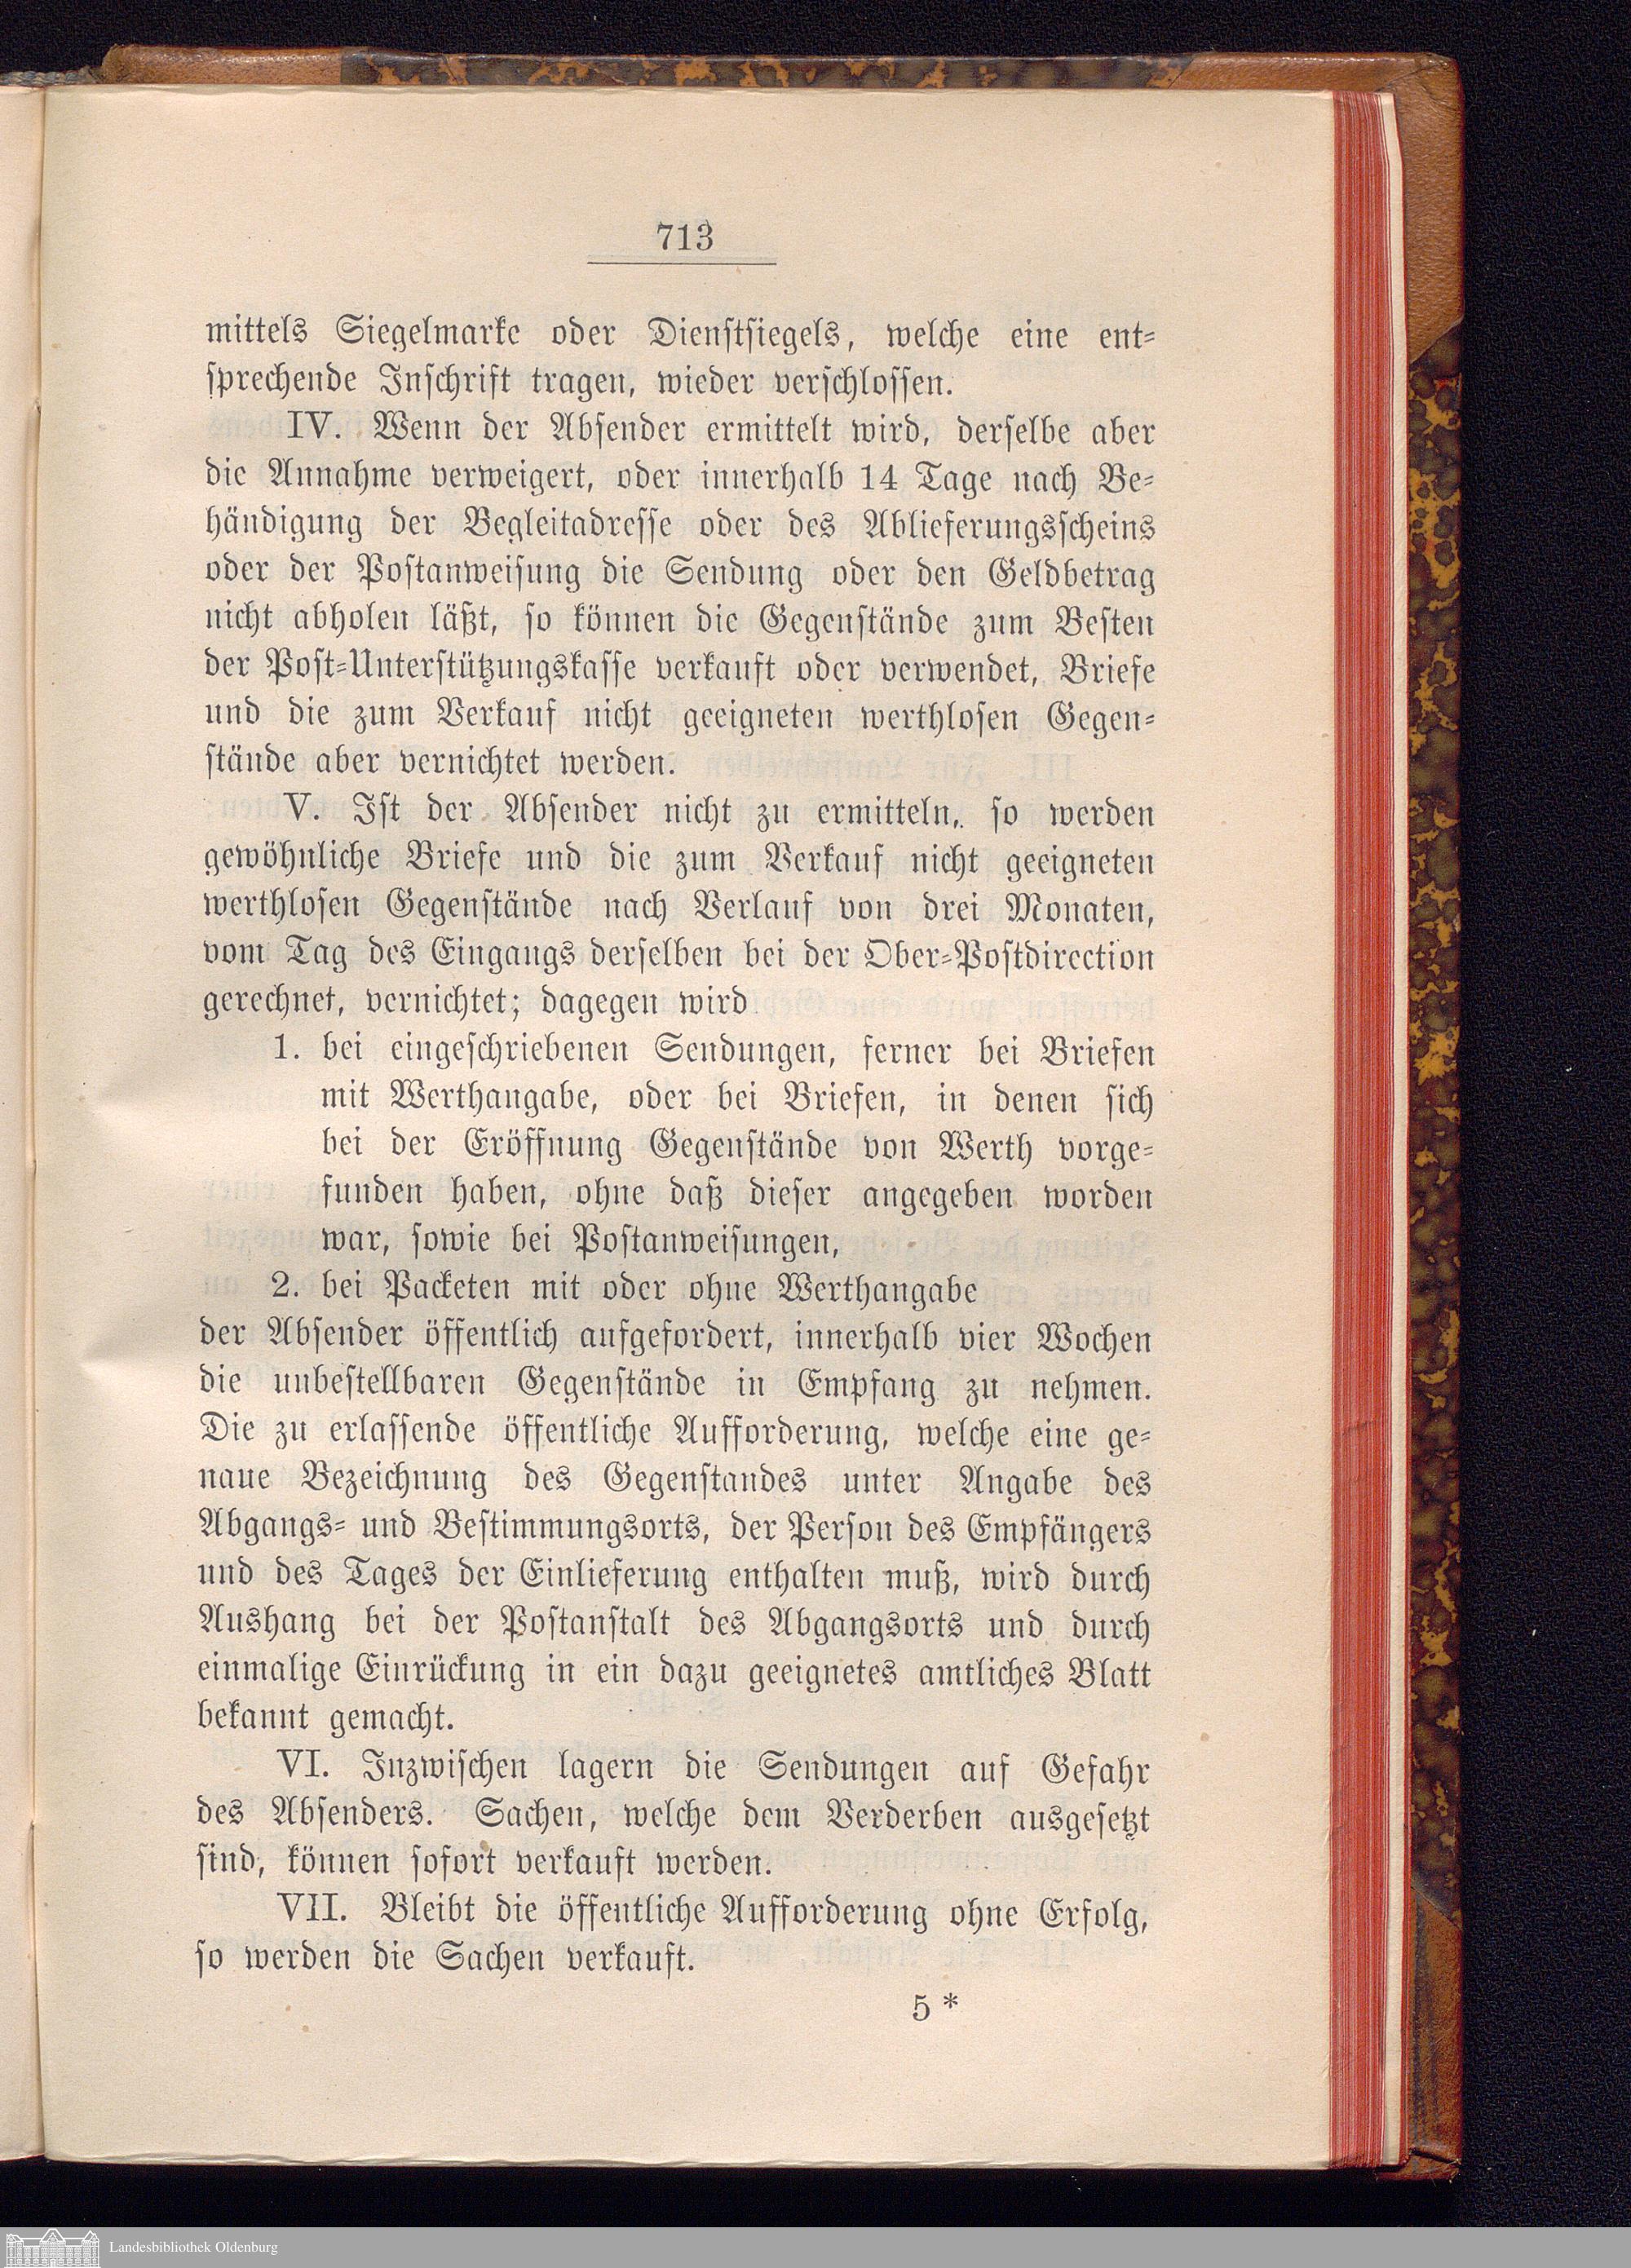 713
mittels Siegelmarke oder Dienstsiegels, welche eine ent-
sprechende Inschrift tragen, wieder verschlossen.
IV. Wenn der Absender ermittelt wird, derselbe aber
die Annahme verweigert, oder innerhalb 14 Tage nach Be-
händigung der Begleitadresse oder des Ablieferungsscheins
oder der Postanweisung die Sendung oder den Geldbetrag
nicht abholen läßt, so können die Gegenstände zum Besten
der Post-Unterstützungskasse verkauft oder verwendet, Briefe
und die zum Verkauf nicht geeigneten werthlosen Gegen-
stände aber vernichtet werden.
V. Ist der Absender nicht zu ermitteln, so werden
gewöhnliche Briefe und die zum Verkauf nicht geeigneten
werthlosen Gegenstände nach Verlauf von drei Monaten,
vom Tag des Eingangs derselben bei der Ober-Postdirection
gerechnet, vernichtet; dagegen wird
1. bei eingeschriebenen Sendungen, ferner bei Briefen
mit Werthangabe, oder bei Briefen, in denen sich
bei der Eröffnung Gegenstände von Werth vorge-
funden haben, ohne daß dieser angegeben worden
war, sowie bei Postanweisungen,
2. bei Packeten mit oder ohne Werthangabe
der Absender öffentlich aufgefordert, innerhalb vier Wochen
die unbestellbaren Gegenstände in Empfang zu nehmen.
Die zu erlassende öffentliche Aufforderung, welche eine ge-
naue Bezeichnung des Gegenstandes unter Angabe des
Abgangs- und Bestimmungsorts, der Person des Empfängers
und des Tages der Einlieferung enthalten muß, wird durch
Aushang bei der Postanstalt des Abgangsorts und durch
einmalige Einrückung in ein dazu geeignetes amtliches Blatt
bekannt gemacht.
VI. Inzwischen lagern die Sendungen auf Gefahr
des Absenders. Sachen, welche dem Verderben ausgesetzt
sind, können sofort verkauft werden.
VII. Bleibt die öffentliche Aufforderung ohne Erfolg,
so werden die Sachen verkauft.
5 *
Landesbibliothek Oldenburg